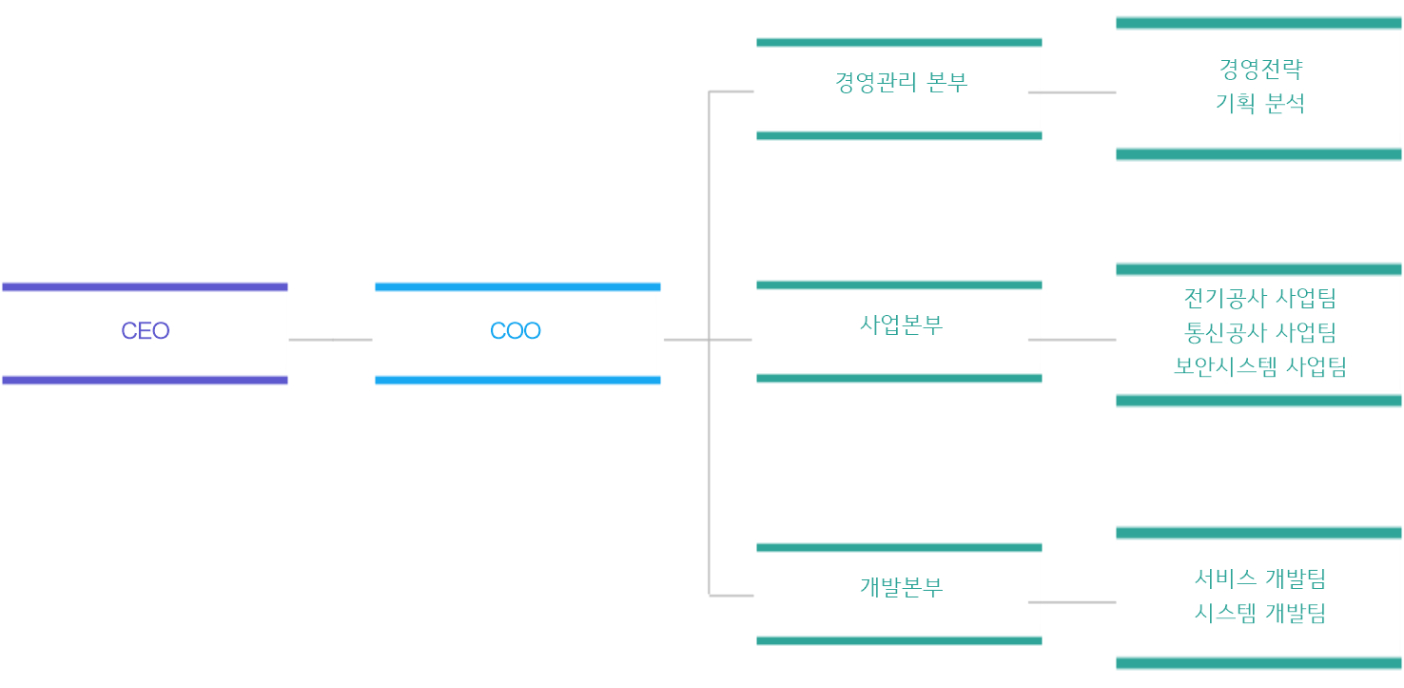 CEO
COO
경영관리 본부
경영전략
기획 분석
사업본부
전기공사 사업팀
통신공사 사업팀
보안시스템 사업팀
개발본부
서비스 개발팀
시스템 개발팀